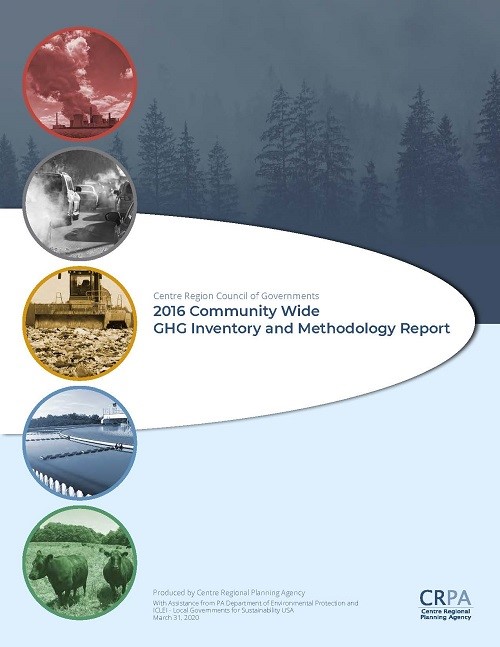 Centre Region Council of Governments
2016 Community Wide
GHG Inventory and Methodology Report
Produced by Centre Regional Planning Agency
With Assistance from PA Department of Environmental Protection and
ICLEI - Local Governments for Sustainability USA
March 31, 2020
CRPA
Centre Regional
Planning Agency